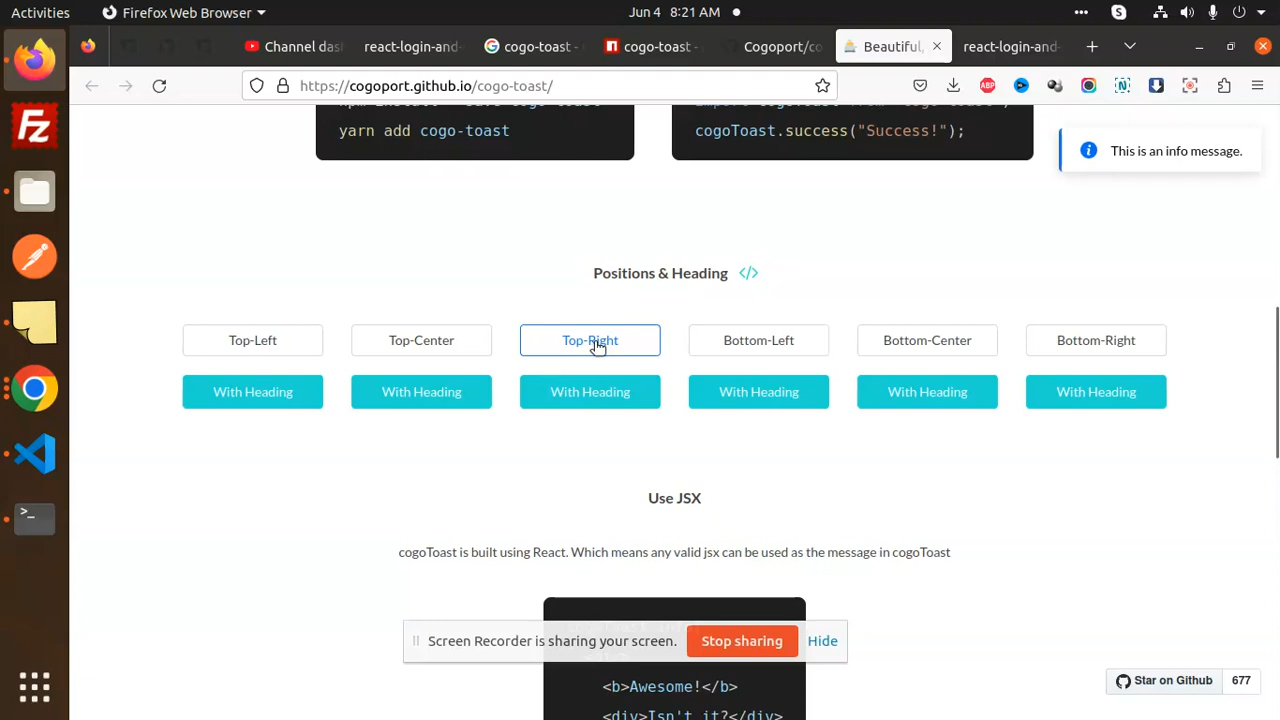 Activities
Firefox Web Browser
Jun 4 8:21 AM
Channel das
react-login-and-
cogo-toast -
cogo-toast -
Cogoport/co
Beautiful,
react-login-and-
https://cogoport.github.io/cogo-toast/
yarn add cogo-toast
cogoToast.success("Success!");
This is an info message.
Positions & Heading </>
Top-Left
Top-Center
Top-Right
Bottom-Left
Bottom-Center
Bottom-Right
With Heading
With Heading
With Heading
With Heading
With Heading
With Heading
Use JSX
cogoToast is built using React. Which means any valid jsx can be used as the message in cogoToast
Screen Recorder is sharing your screen.
Stop sharing
Hide
<b>Awesome!</b>
<div>Isn't it?</div>
Star on Github
677